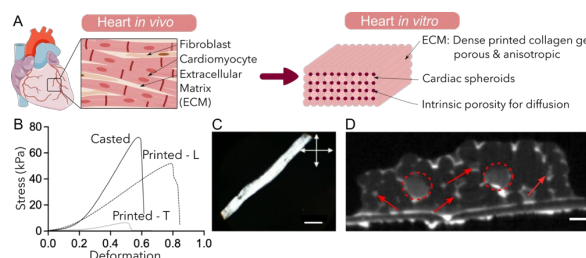 A
Heart in vivo
Heart in vitro
Fibroblast
Cardiomyocyte
Extracellular
Matrix
(ECM)
ECM: Dense printed collagen
porous & anisotropic
Cardiac spheroids
Intrinsic porosity for diffusion
B
Stress (kPa)
80
60
40
20
0
Casted
Printed - L
Printed - T
0.0
0.2
0.4
0.6
0.8
1.0
Deformation
C
D